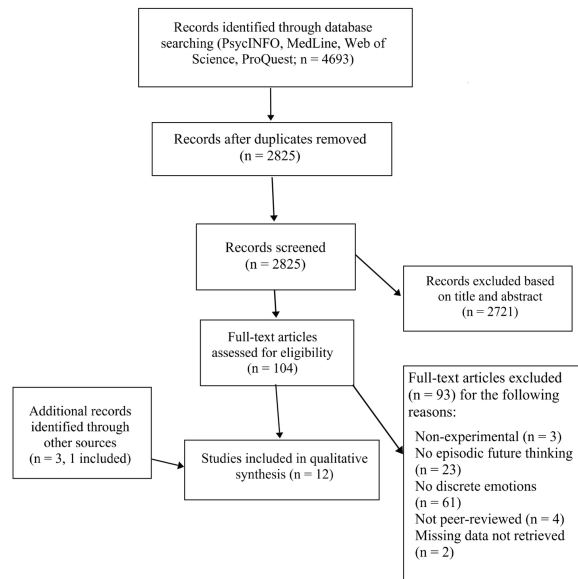 Records identified through database
searching (PsycINFO, MedLine, Web of
Science, ProQuest; n = 4693)
Records after duplicates removed
(n = 2825)
Records screened
(n = 2825)
Records excluded based
on title and abstract
(n = 2721)
Full-text articles
assessed for eligibility
(n = 104)
Full-text articles excluded
(n = 93) for the following
reasons:
Non-experimental (n = 3)
No episodic future thinking
(n = 23)
No discrete emotions
(n = 61)
Not peer-reviewed (n = 4)
Missing data not retrieved
(n = 2)
Additional records
identified through
other sources
(n = 3, 1 included)
Studies included in qualitative
synthesis (n = 12)